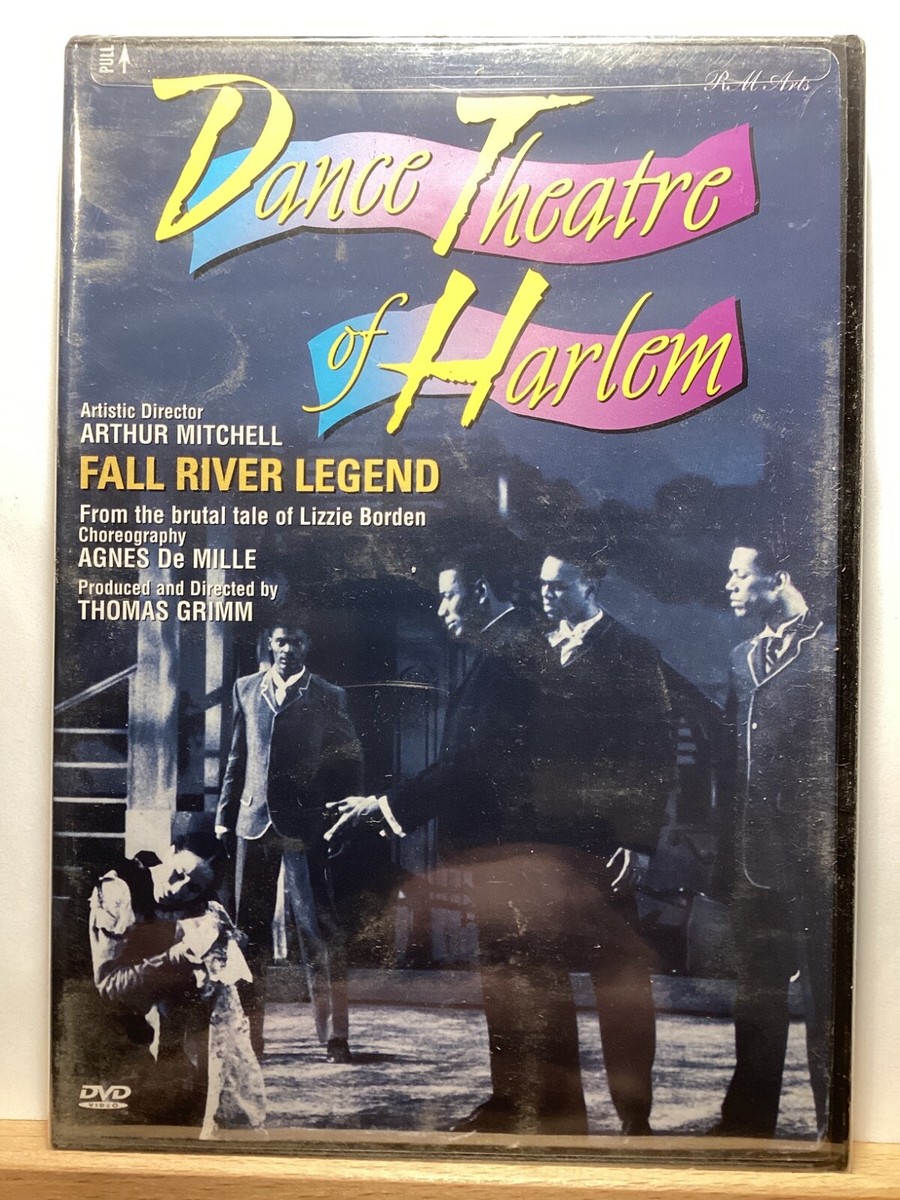 PULL
R.M. Arts
Dance Theatre
of Harlem
Artistic Director
ARTHUR MITCHELL
FALL RIVER LEGEND
From the brutal tale of Lizzie Borden
Choreography
AGNES De MILLE
Produced and Directed by
THOMAS GRIMM
DVD
VIDEO